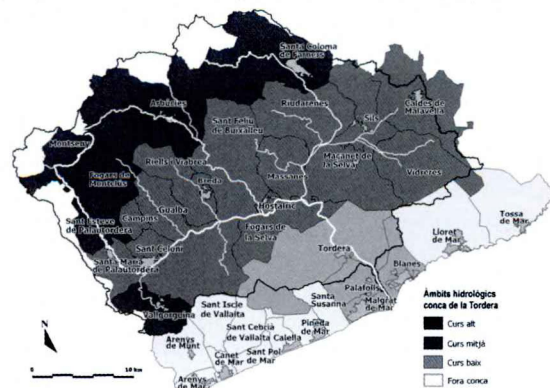 Santa Coloma
de Farners
Arbúcies
Riudarenes
Caldes de
Malavella
Sils
Sant Feliu
de Buixalleu
Montseny
Riells i Viabrea
Maçanet de
la Selva
Massanes
Vidreres
Fogars de
Montclús
Breda
Gualba
Hostalric
Campins
Sant Esteve de
Palautordera
Fogars de
la Selva
Tossa
de Mar
Sant Celoni
Tordera
Lloret
de Mar
Santa Maria
de Palautordera
Blanes
Palafolls
Vallgorguina
Sant Iscle
de Vallalta
Santa
Susanna
Malgrat de
Mar
Arenys
de Munt
Sant Cebrià
de Vallalta
Calella
Pineda
de Mar
Canet de
Mar
Sant Pol
de Mar
Arenys
de Mar
N
0
10 km
Àmbits hidrològics
conca de la Tordera
Curs alt
Curs mitjà
Curs baix
Fora conca